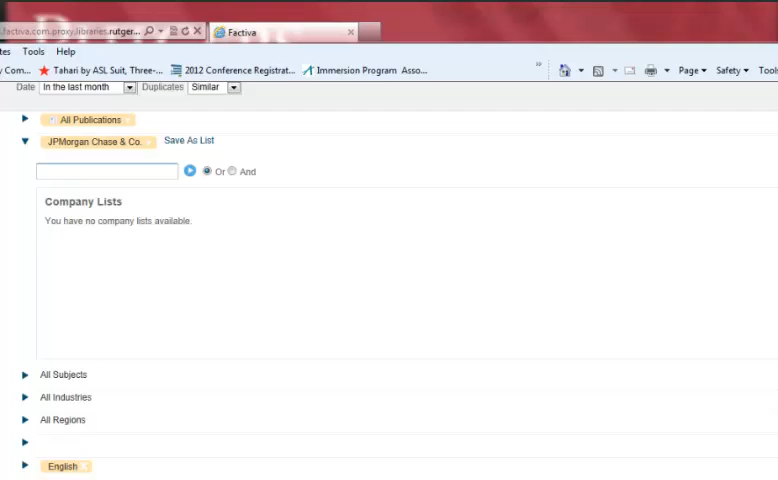 .factiva.com.proxy.libraries.rutger... Factiva
tes Tools Help
y Com... Tahari by ASL Suit, Three-... 2012 Conference Registrat... Immersion Program Asso... Page Safety Tools
Date In the last month Duplicates Similar
All Publications
JPMorgan Chase & Co. Save As List
Or And
Company Lists
You have no company lists available.
All Subjects
All Industries
All Regions
English